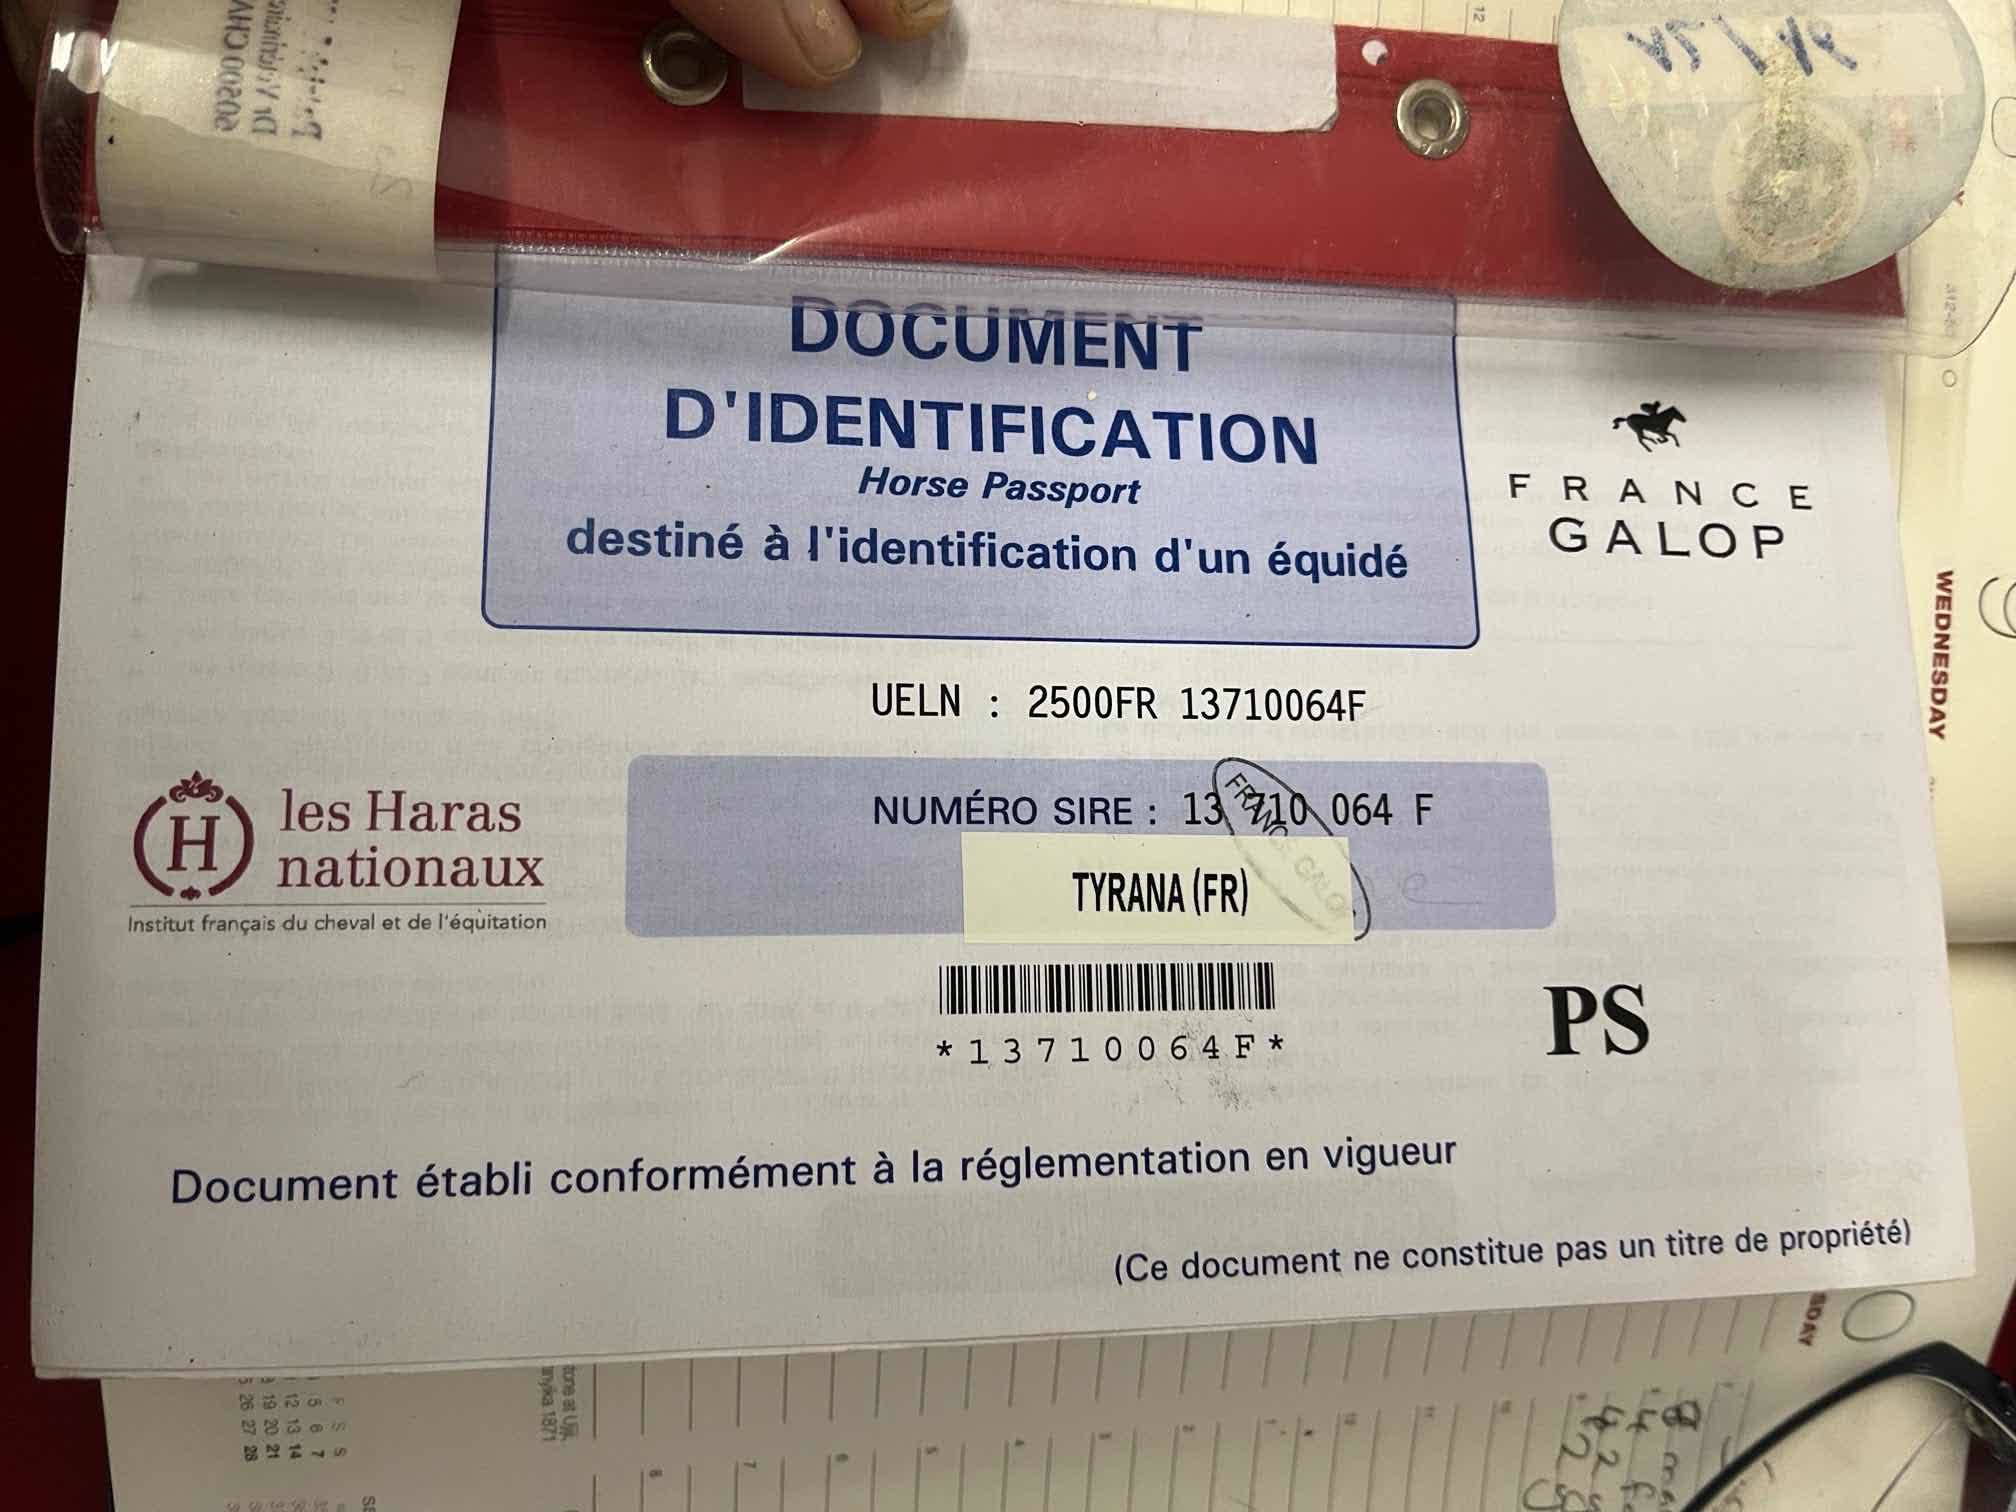 DOCUMENT
D'IDENTIFICATION
Horse Passport
destiné à l'identification d'un équidé
FRANCE
GALOP
UELN : 2500FR 13710064F
les Haras
nationaux
Institut français du cheval et de l'équitation
NUMÉRO SIRE : 13 710 064 F
FRANCE GALOP
TYRANA (FR)
*13710064F*
PS
Document établi conformément à la réglementation en vigueur
(Ce document ne constitue pas un titre de propriété)
WEDNESDAY